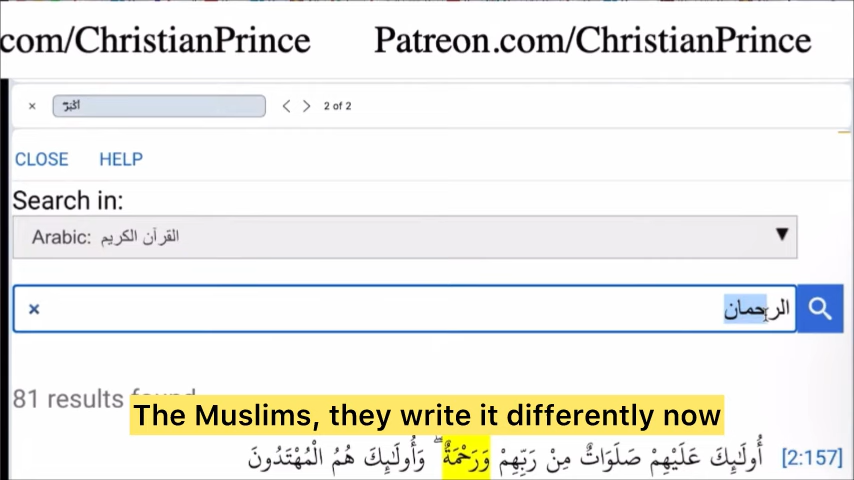 com/ChristianPrince Patreon.com/ChristianPrince
× أكبر < > 2 of 2
CLOSE HELP
Search in:
Arabic: القرآن الكريم ▼
× الرحمان
81 results found
The Muslims, they write it differently now
[2:157] أُولَٰئِكَ عَلَيْهِمْ صَلَوَاتٌ مِنْ رَبِّهِمْ وَرَحْمَةٌ ۖ وَأُولَٰئِكَ هُمُ الْمُهْتَدُونَ